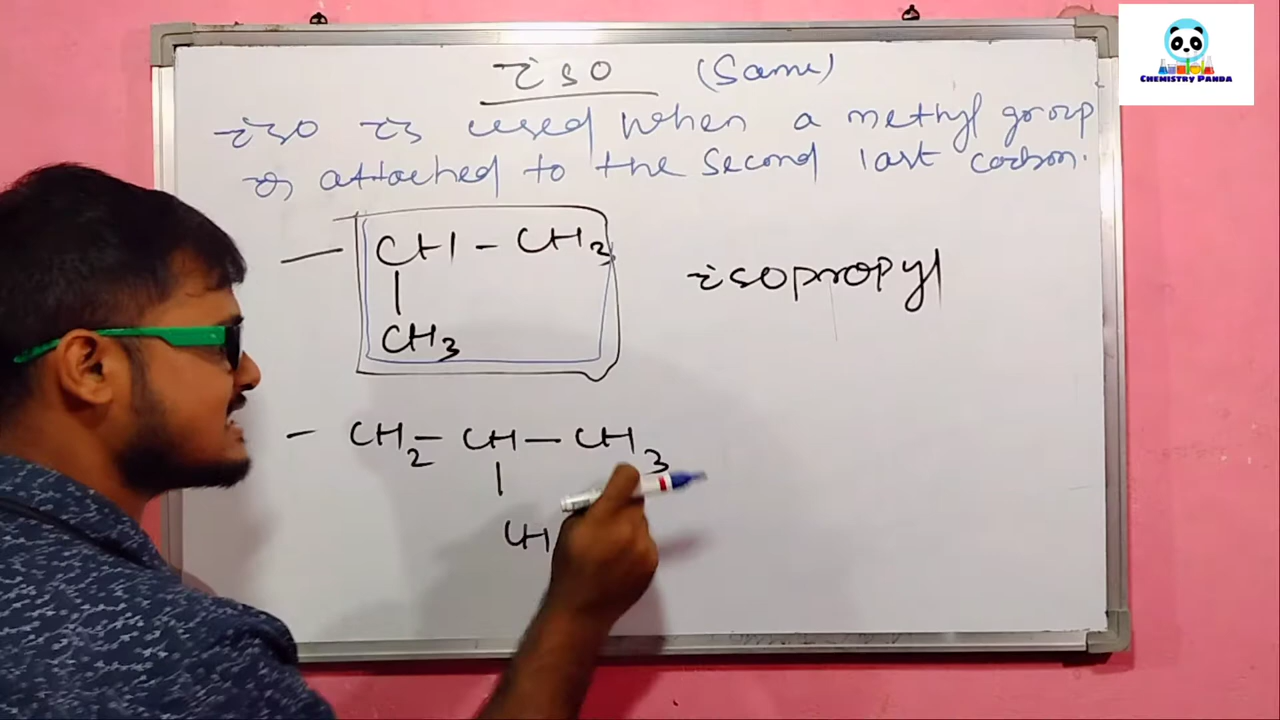 iso (Same)
CHEMISTRY PANDA
iso is used when a methyl group
is attached to the second last carbon.
— CH – CH3
|
CH3
isopropyl
– CH2 – CH – CH3
|
CH